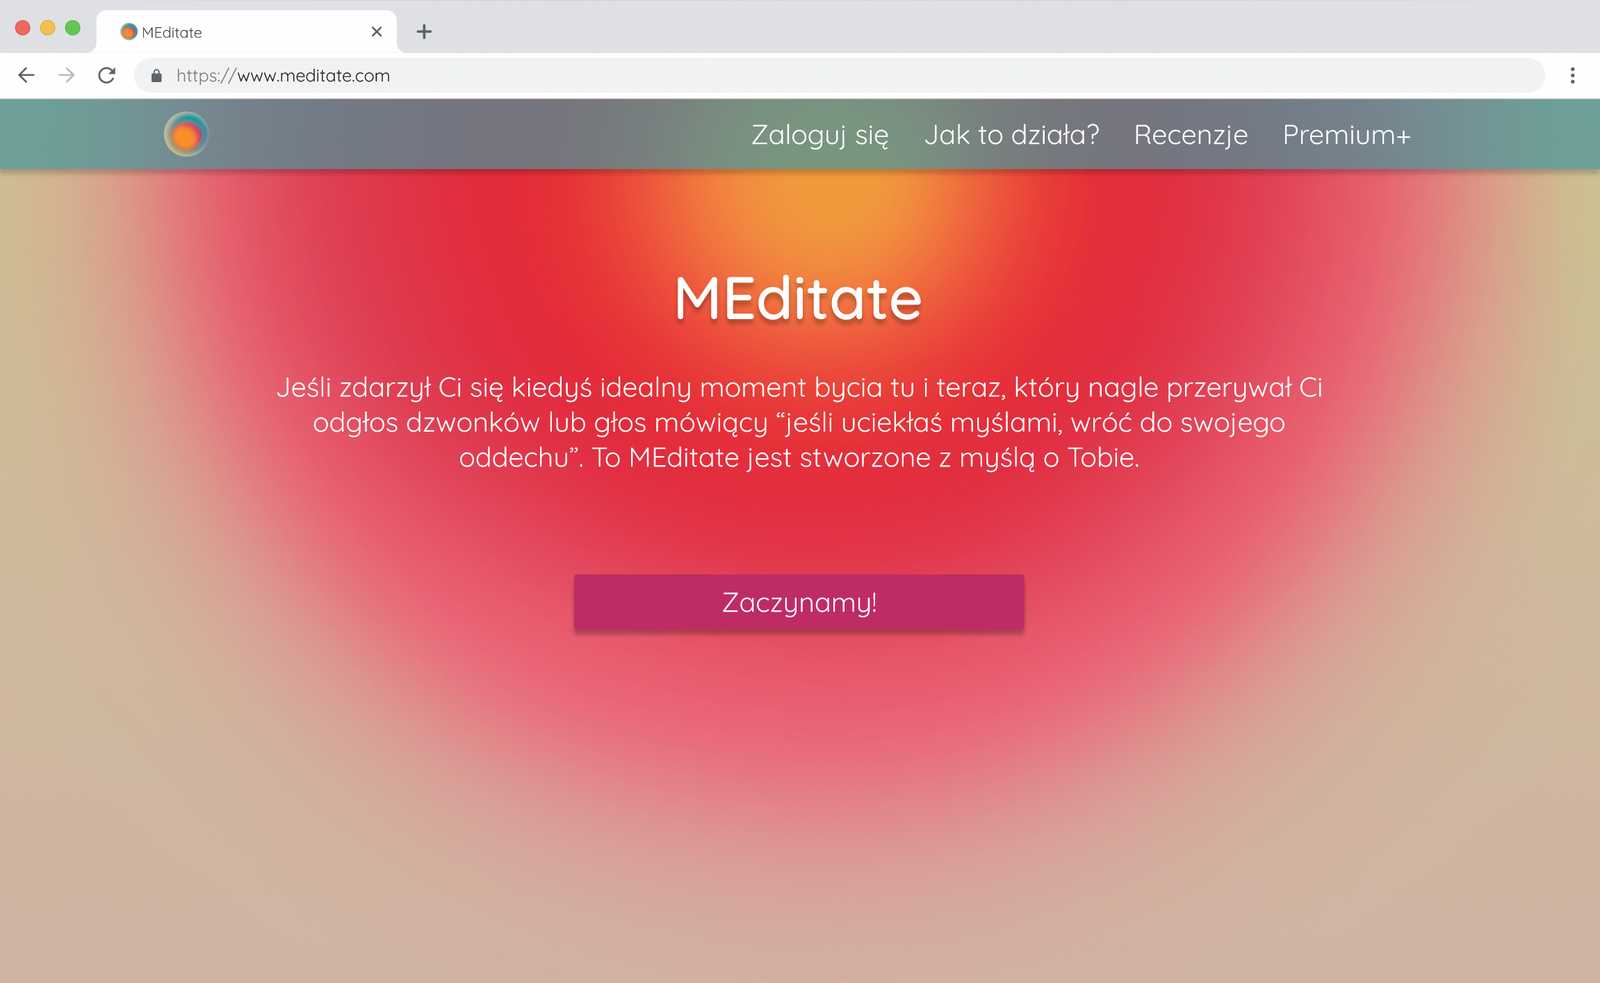 MEditate
https://www.meditate.com
Zaloguj się Jak to działa? Recenzje Premium+
MEditate
Jeśli zdarzył Ci się kiedyś idealny moment bycia tu i teraz, który nagle przerywał Ci
odgłos dzwonków lub głos mówiący “jeśli uciekłaś myślami, wróć do swojego
oddechu”. To MEditate jest stworzone z myślą o Tobie.
Zaczynamy!